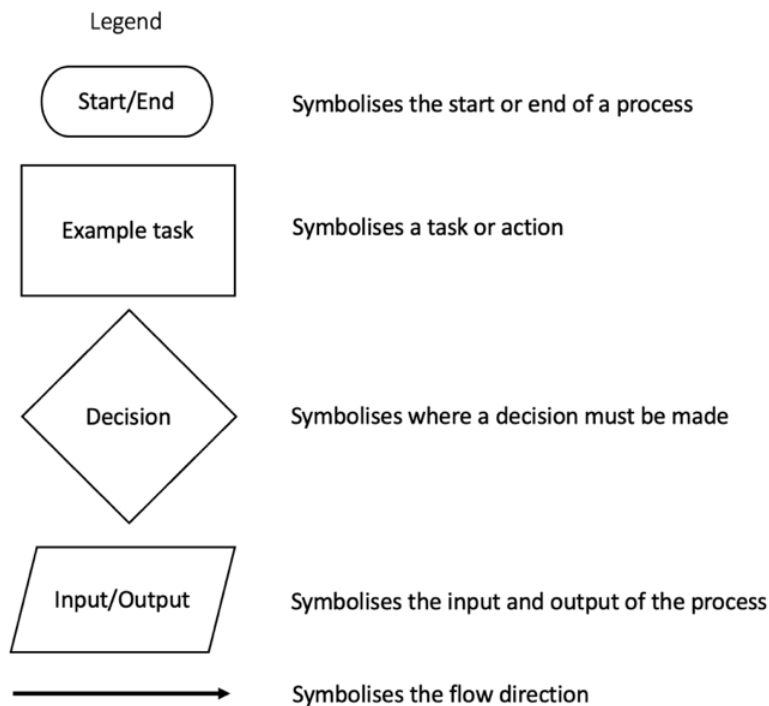 Legend
Start/End
Symbolises the start or end of a process
Example task
Symbolises a task or action
Decision
Symbolises where a decision must be made
Input/Output
Symbolises the input and output of the process
Symbolises the flow direction